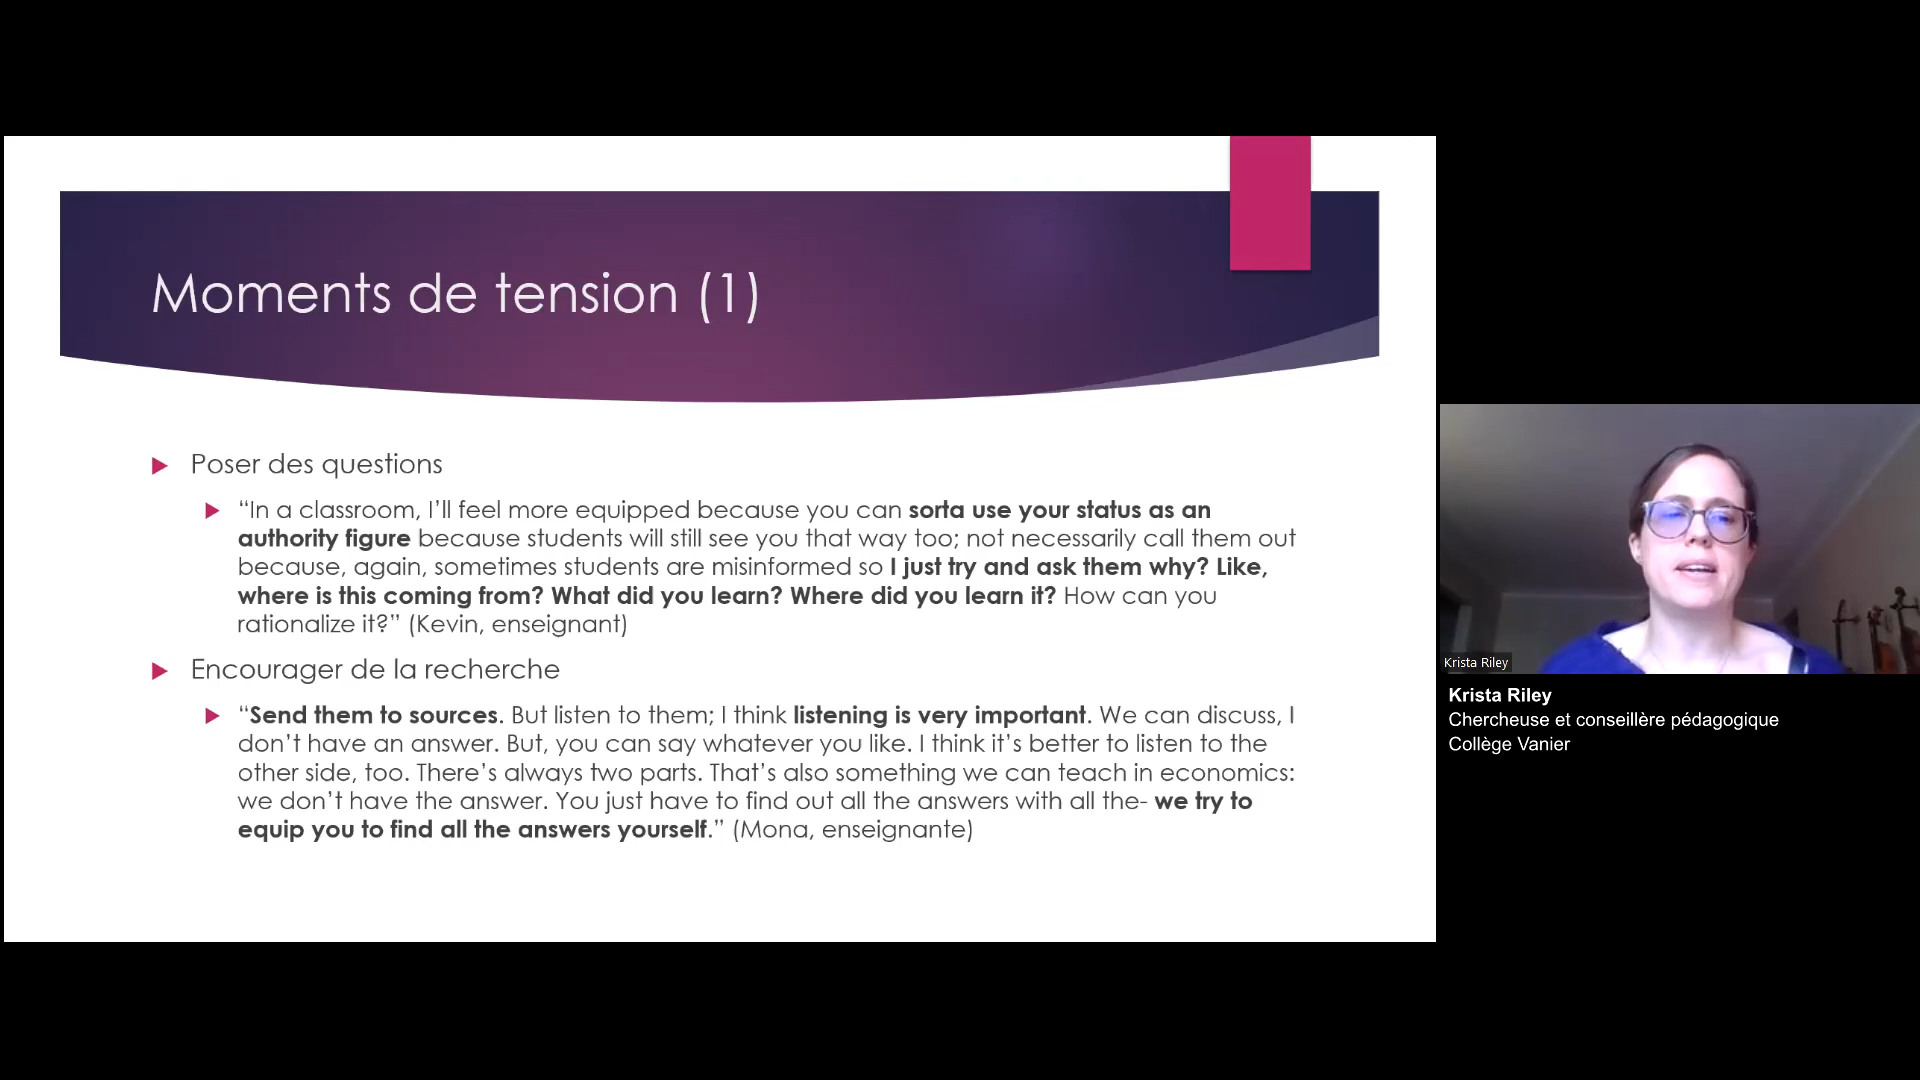 Moments de tension (1)
Poser des questions
“In a classroom, I’ll feel more equipped because you can sorta use your status as an
authority figure because students will still see you that way too; not necessarily call them out
because, again, sometimes students are misinformed so I just try and ask them why? Like,
where is this coming from? What did you learn? Where did you learn it? How can you
rationalize it?” (Kevin, enseignant)
Encourager de la recherche
“Send them to sources. But listen to them; I think listening is very important. We can discuss, I
don’t have an answer. But, you can say whatever you like. I think it’s better to listen to the
other side, too. There’s always two parts. That’s also something we can teach in economics:
we don’t have the answer. You just have to find out all the answers with all the- we try to
equip you to find all the answers yourself.” (Mona, enseignante)
Krista Riley
Krista Riley
Chercheuse et conseillère pédagogique
Collège Vanier